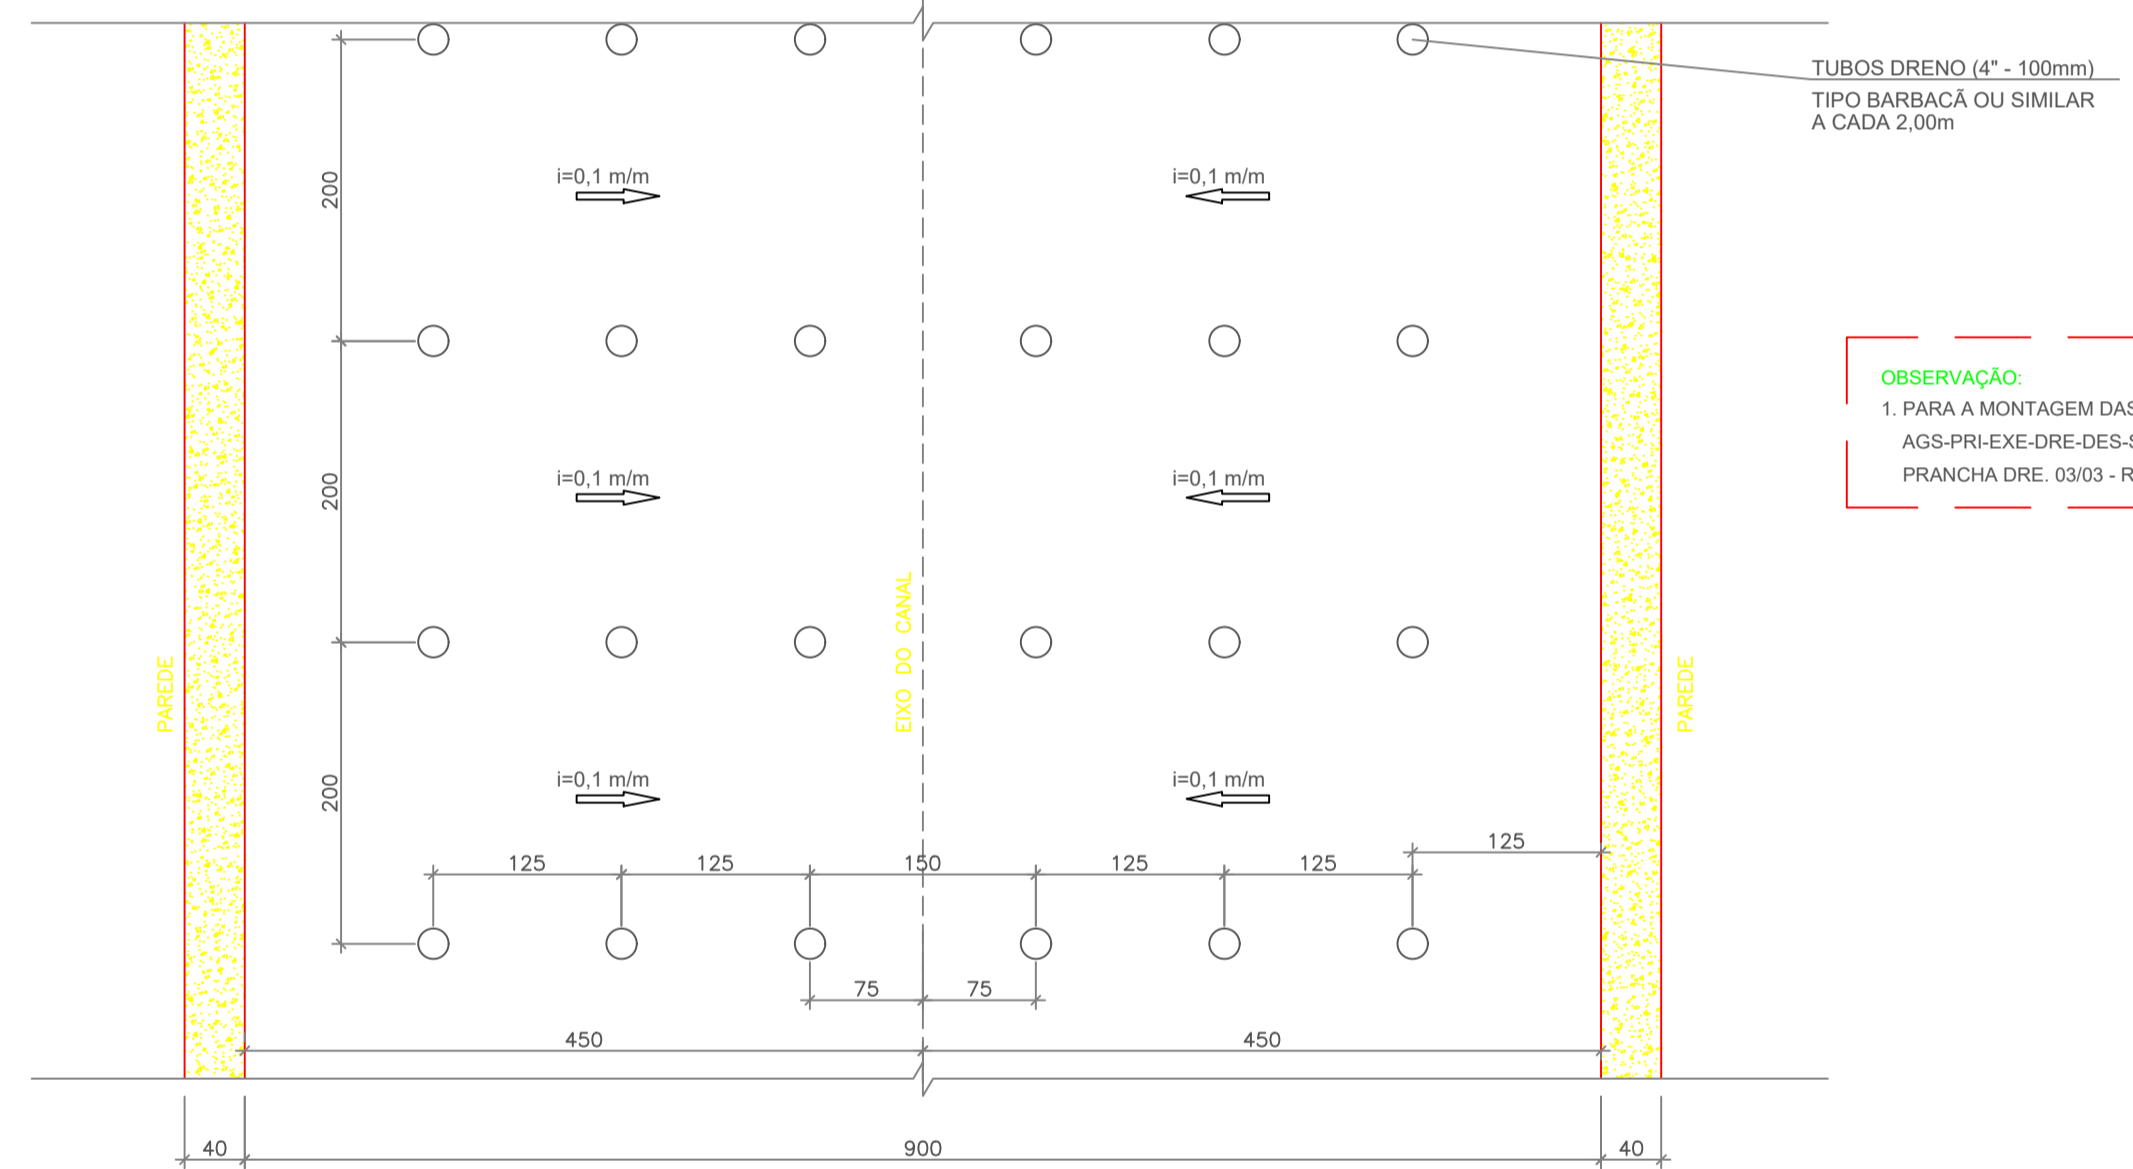 TUBOS DRENO (4" - 100mm)
TIPO BARBACÃ OU SIMILAR
A CADA 2,00m
i=0,1 m/m
i=0,1 m/m
200
OBSERVAÇÃO:
1. PARA A MONTAGEM DAS
AGS-PRI-EXE-DRE-DES-
PRANCHA DRE. 03/03 - R
i=0,1 m/m
i=0,1 m/m
200
EIXO DO CANAL
PAREDE
PAREDE
i=0,1 m/m
i=0,1 m/m
200
125
125
125
150
125
125
75
75
450
450
40
900
40